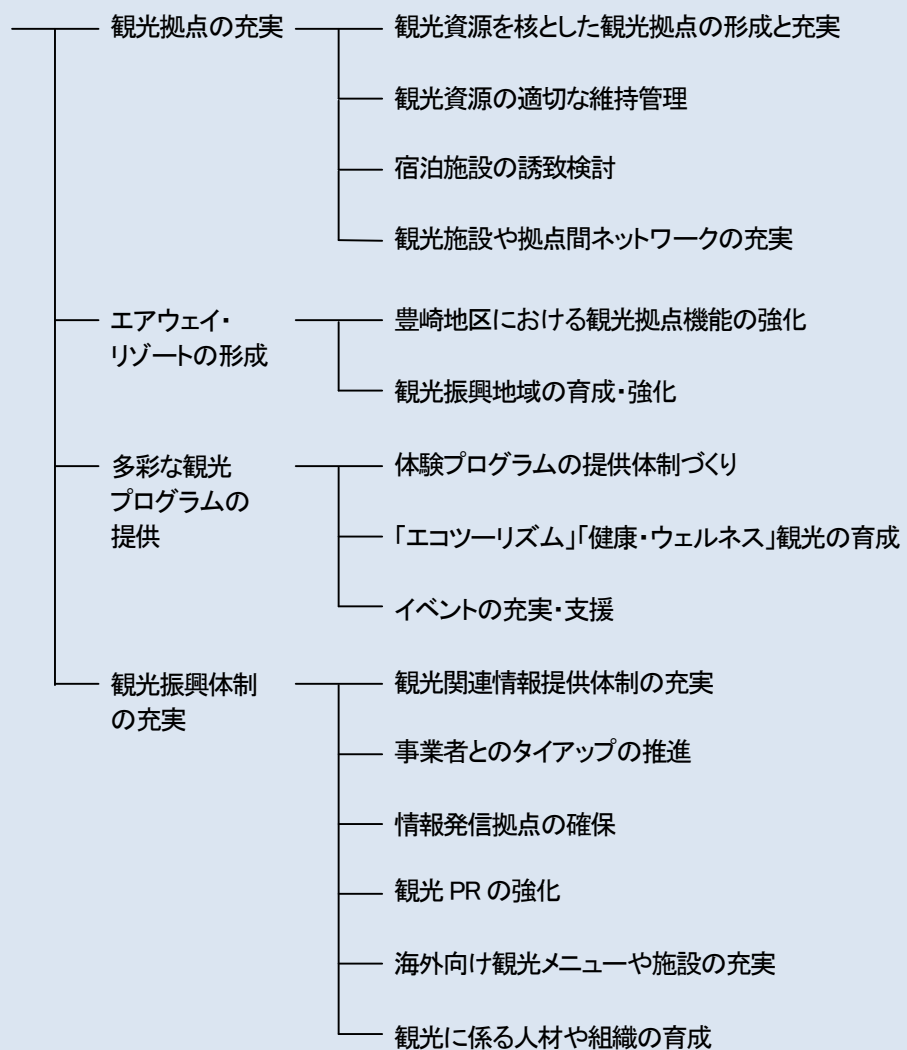 観光拠点の充実
観光資源を核とした観光拠点の形成と充実
観光資源の適切な維持管理
宿泊施設の誘致検討
観光施設や拠点間ネットワークの充実
エアウェイ・
リゾートの形成
豊崎地区における観光拠点機能の強化
観光振興地域の育成・強化
多彩な観光
プログラムの
提供
体験プログラムの提供体制づくり
「エコツーリズム」「健康・ウェルネス」観光の育成
イベントの充実・支援
観光振興体制
の充実
観光関連情報提供体制の充実
事業者とのタイアップの推進
情報発信拠点の確保
観光 PR の強化
海外向け観光メニューや施設の充実
観光に係る人材や組織の育成